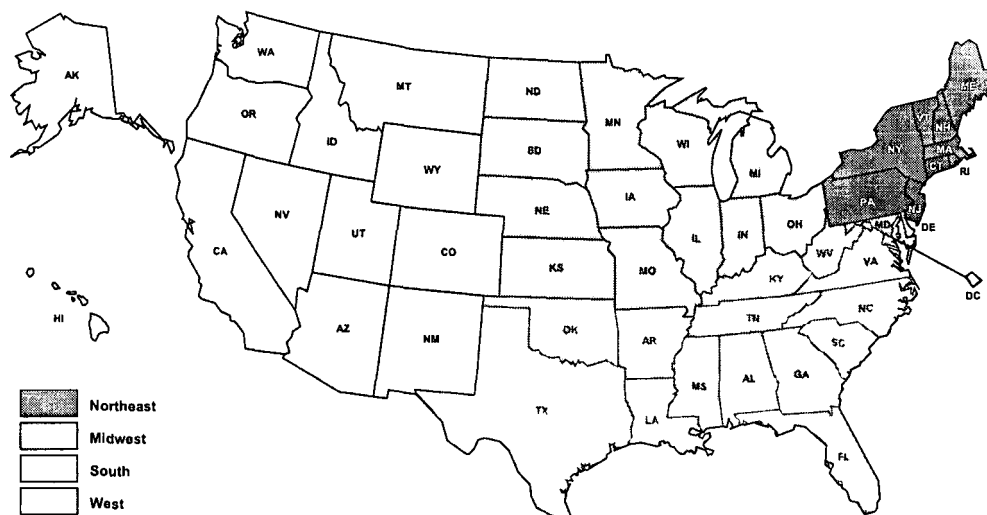 WA
AK
MT
ND
OR
MN
ID
SD
WI
WY
MI
ME
VT
NH
NY
MA
CT
RI
PA
NJ
IA
NE
NV
UT
CO
CA
IL
IN
OH
MD
DE
WV
VA
KS
MO
KY
DC
HI
AZ
NM
OK
AR
TN
NC
SC
MS
AL
GA
TX
LA
FL
Northeast
Midwest
South
West